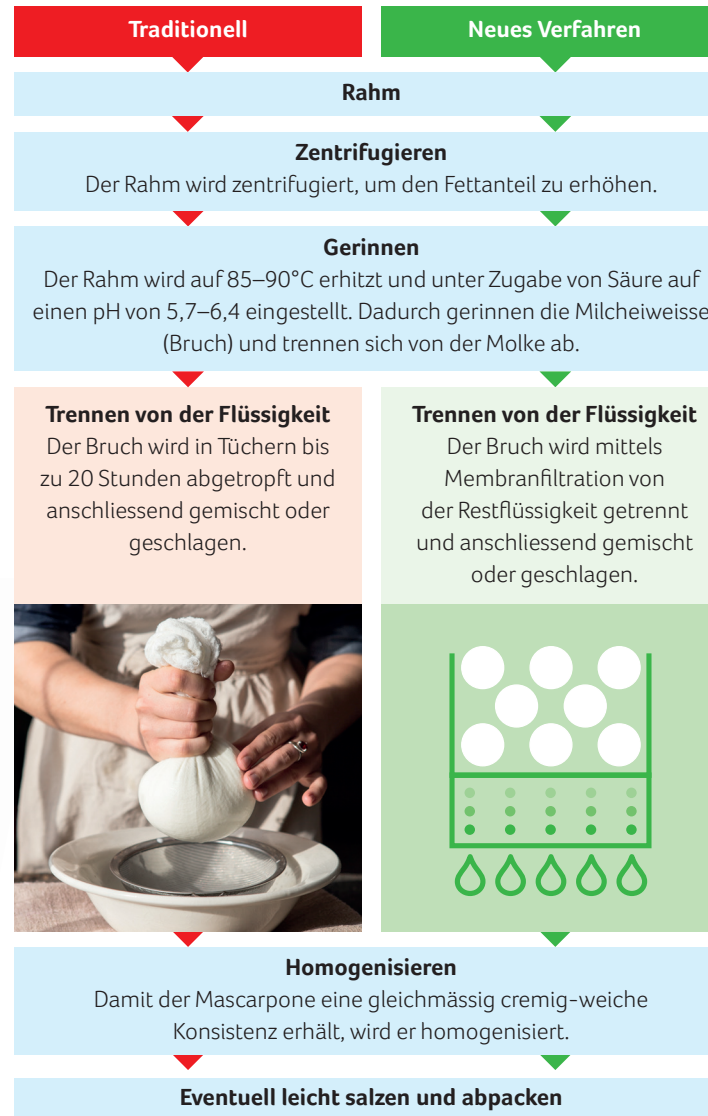 Traditionell
Neues Verfahren
Rahm
Zentrifugieren
Der Rahm wird zentrifugiert, um den Fettanteil zu erhöhen.
Gerinnen
Der Rahm wird auf 85–90°C erhitzt und unter Zugabe von Säure auf
einen pH von 5,7–6,4 eingestellt. Dadurch gerinnen die Milcheiweisse
(Bruch) und trennen sich von der Molke ab.
Trennen von der Flüssigkeit
Der Bruch wird in Tüchern bis
zu 20 Stunden abgetropft und
anschliessend gemischt oder
geschlagen.
Trennen von der Flüssigkeit
Der Bruch wird mittels
Membranfiltration von
der Restflüssigkeit getrennt
und anschliessend gemischt
oder geschlagen.
Homogenisieren
Damit der Mascarpone eine gleichmässig cremig-weiche
Konsistenz erhält, wird er homogenisiert.
Eventuell leicht salzen und abpacken